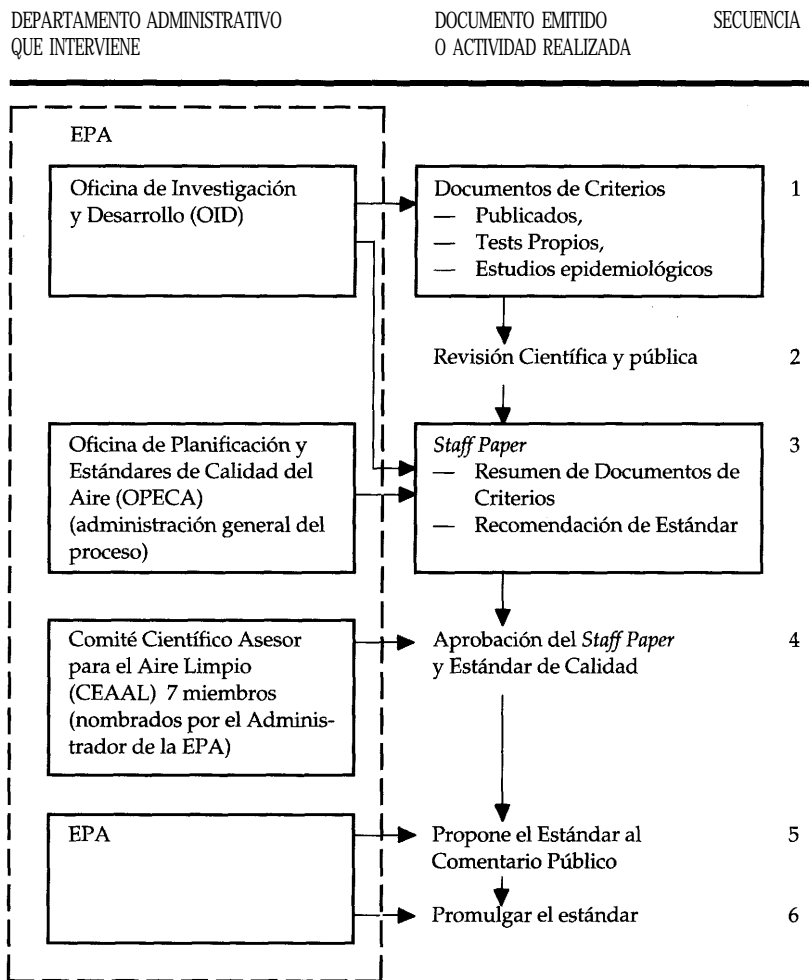 DEPARTAMENTO ADMINISTRATIVO
QUE INTERVIENE
DOCUMENTO EMITIDO
O ACTIVIDAD REALIZADA
SECUENCIA
EPA
Oficina de Investigación
y Desarrollo (OID)
Documentos de Criterios
— Publicados,
— Tests Propios,
— Estudios epidemiológicos
1
Revisión Científica y pública
2
Oficina de Planificación y
Estándares de Calidad del
Aire (OPECA)
(administración general del
proceso)
Staff Paper
— Resumen de Documentos de
Criterios
— Recomendación de Estándar
3
Comité Científico Asesor
para el Aire Limpio
(CEAAL) 7 miembros
(nombrados por el Adminis-
trador de la EPA)
Aprobación del Staff Paper
y Estándar de Calidad
4
EPA
Propone el Estándar al
Comentario Público
5
Promulgar el estándar
6